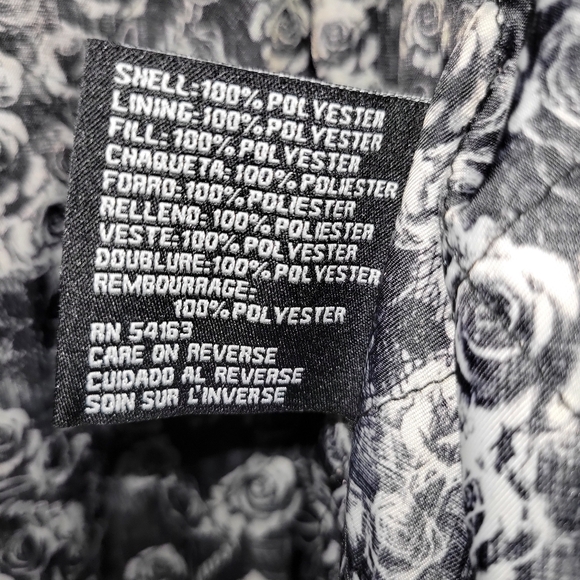 SHELL:100% POLYESTER
LINING:100% POLYESTER
FILL:100% POLYESTER
CHAQUETA:100% POLIESTER
FORRO:100% POLIESTER
RELLENO:100% POLIESTER
VESTE:100% POLYESTER
DOUBLURE:100% POLYESTER
REMBOURRAGE:
100% POLYESTER
RN 54163
CARE ON REVERSE
CUIDADO AL REVERSE
SOIN SUR L'INVERSE